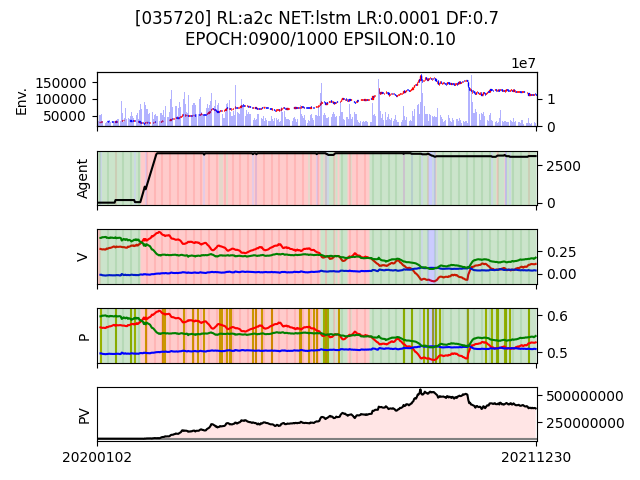 [035720] RL:a2c NET:lstm LR:0.0001 DF:0.7
EPOCH:0900/1000 EPSILON:0.10
1e7
Env.
150000
100000
50000
1
0
Agent
2500
0
V
0.25
0.00
P
0.6
0.5
PV
500000000
250000000
20200102
20211230